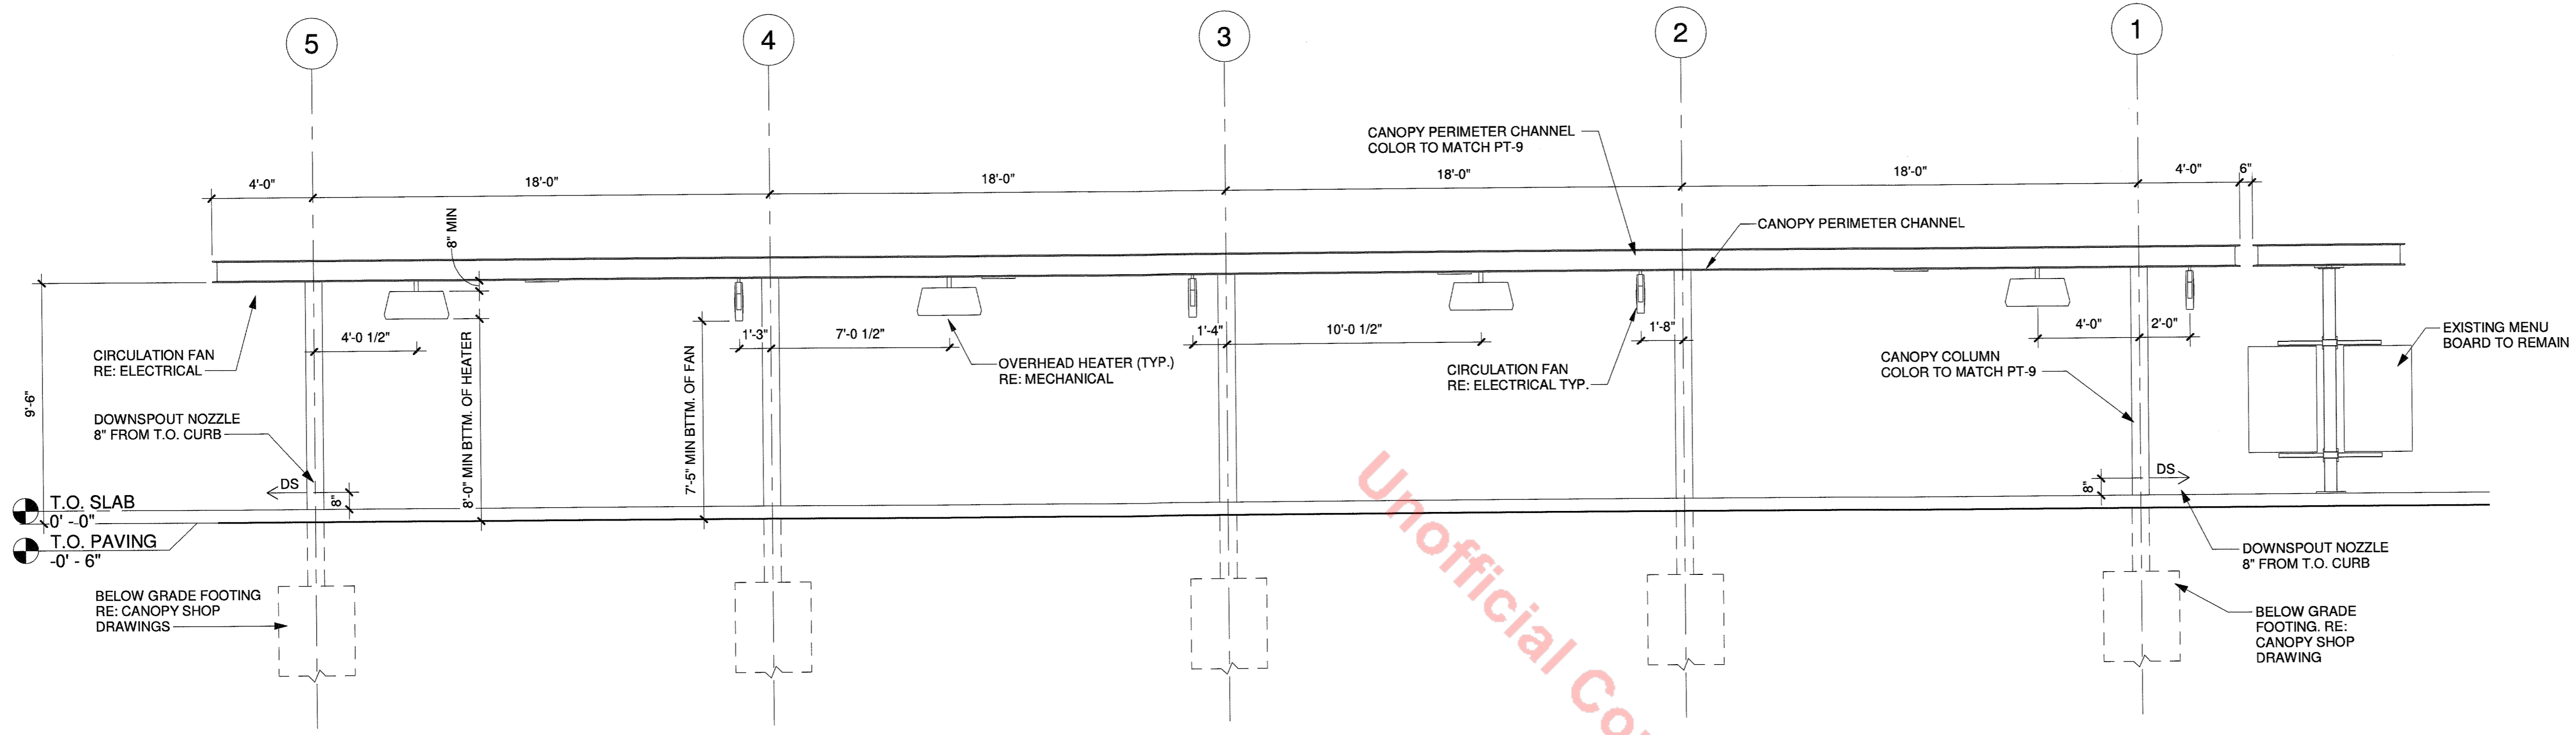 5
4
3
2
1
CANOPY PERIMETER CHANNEL
COLOR TO MATCH PT-9
4'-0"
18'-0"
18'-0"
18'-0"
18'-0"
4'-0"
6"
8" MIN
CANOPY PERIMETER CHANNEL
9'-6"
CIRCULATION FAN
RE: ELECTRICAL
4'-0 1/2"
8'-0" MIN BTTM. OF HEATER
7'-5" MIN BTTM. OF FAN
1'-3"
7'-0 1/2"
OVERHEAD HEATER (TYP.)
RE: MECHANICAL
1'-4"
10'-0 1/2"
CIRCULATION FAN
RE: ELECTRICAL TYP.
1'-8"
CANOPY COLUMN
COLOR TO MATCH PT-9
4'-0"
2'-0"
EXISTING MENU
BOARD TO REMAIN
DOWNSPOUT NOZZLE
8" FROM T.O. CURB
DS
8"
8"
DS
T.O. SLAB
0' -0"
T.O. PAVING
-0' - 6"
DOWNSPOUT NOZZLE
8" FROM T.O. CURB
BELOW GRADE FOOTING
RE: CANOPY SHOP
DRAWINGS
BELOW GRADE
FOOTING. RE:
CANOPY SHOP
DRAWING
Unofficial Co